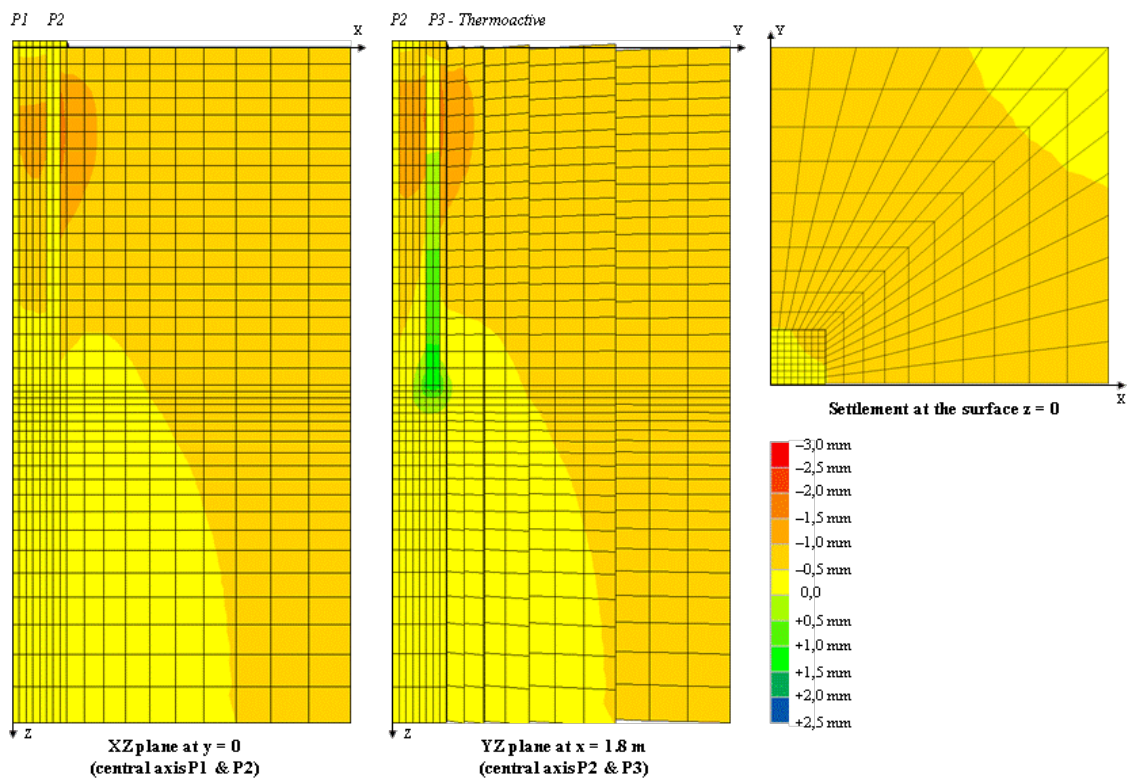 P1 P2
X
P2 P3 - Thermoactive
Y
Y
X
Z
Z
XZ plane at y = 0
(central axis P1 & P2)
YZ plane at x = 1.8 m
(central axis P2 & P3)
Settlement at the surface z = 0
–3,0 mm
–2,5 mm
–2,0 mm
–1,5 mm
–1,0 mm
–0,5 mm
0,0
+0,5 mm
+1,0 mm
+1,5 mm
+2,0 mm
+2,5 mm